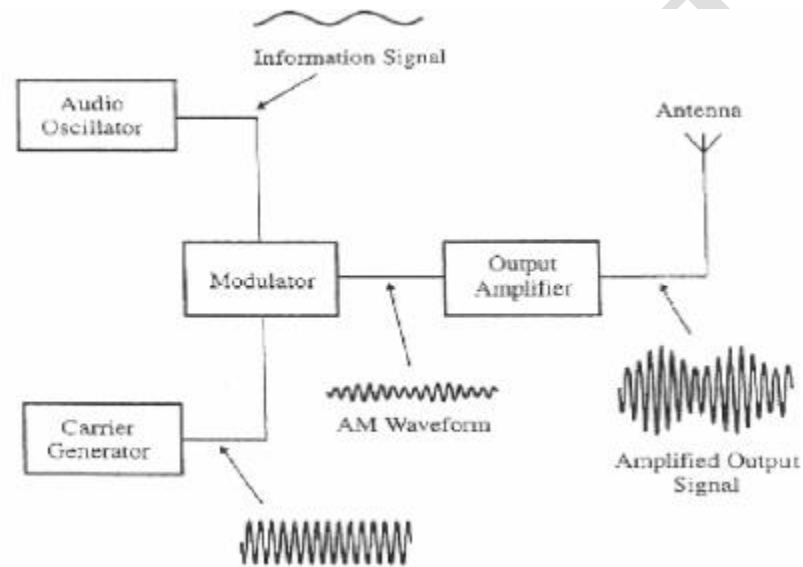 Information Signal
Audio
Oscillator
Antenna
Modulator
Output
Amplifier
AM Waveform
Carrier
Generator
Amplified Output
Signal